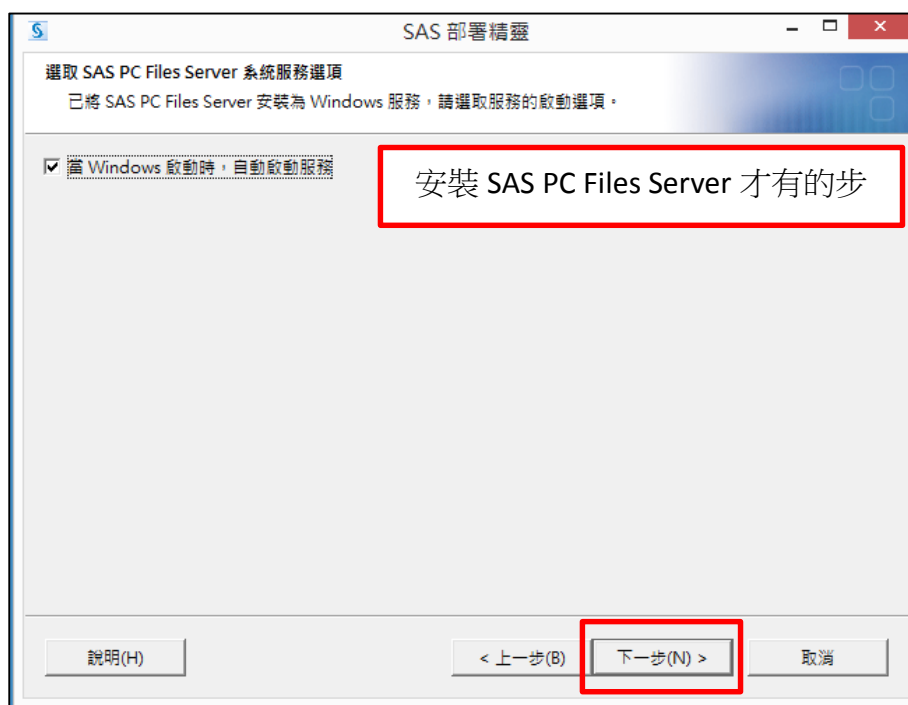 SAS 部署精靈
選取 SAS PC Files Server 系統服務選項
已將 SAS PC Files Server 安裝為 Windows 服務，請選取服務的啟動選項。
當 Windows 啟動時，自動啟動服務
安裝 SAS PC Files Server 才有的步
說明(H)
< 上一步(B)
下一步(N) >
取消